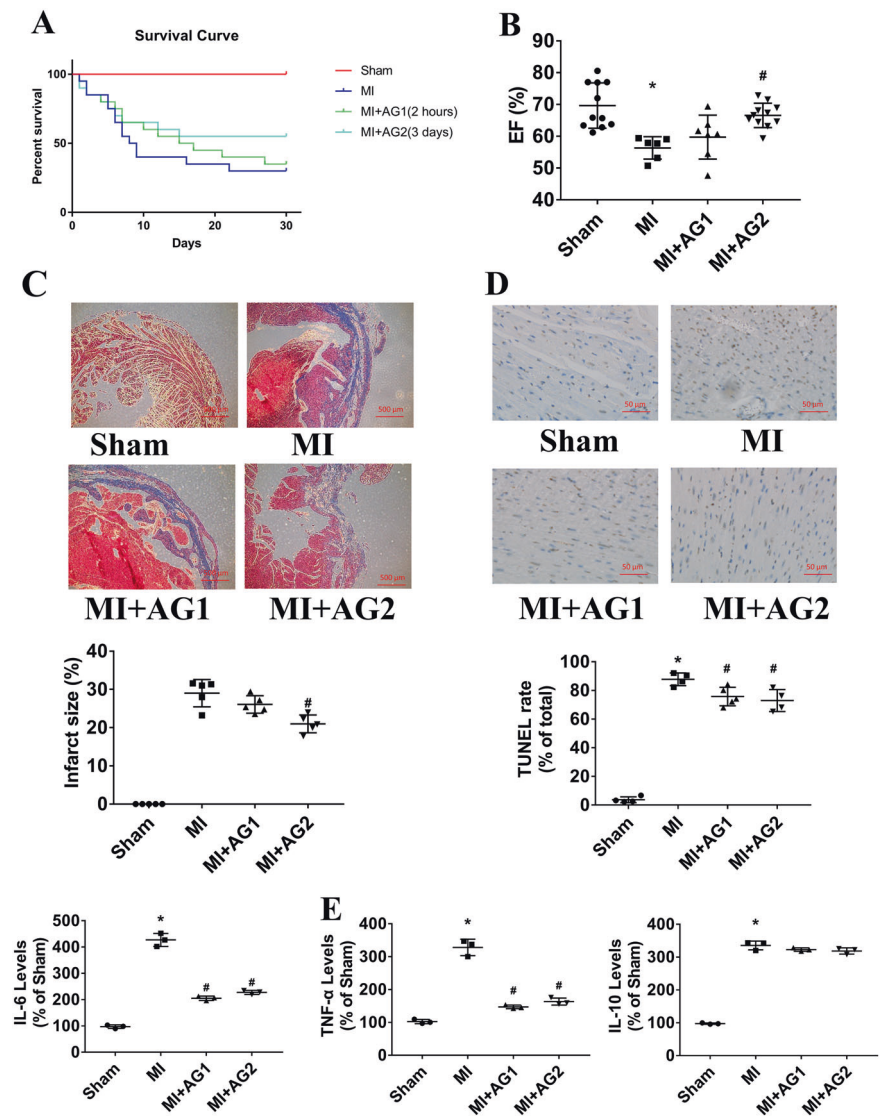 A
Survival Curve
Percent survival
100
50
0
0
10
20
30
Days
Sham
MI
MI+AG1(2 hours)
MI+AG2(3 days)
B
EF (%)
90
80
70
60
50
40
*
#
Sham
MI
MI+AG1
MI+AG2
C
500 μm
500 μm
Sham
MI
500 μm
500 μm
MI+AG1
MI+AG2
Infarct size (%)
40
30
20
10
0
#
Sham
MI
MI+AG1
MI+AG2
D
50 μm
50 μm
Sham
MI
50 μm
50 μm
MI+AG1
MI+AG2
TUNEL rate
(% of total)
100
80
60
40
20
0
*
#
#
Sham
MI
MI+AG1
MI+AG2
IL-6 Levels
(% of Sham)
500
400
300
200
100
0
*
#
#
Sham
MI
MI+AG1
MI+AG2
E
TNF-α Levels
(% of Sham)
400
300
200
100
0
*
#
#
Sham
MI
MI+AG1
MI+AG2
IL-10 Levels
(% of Sham)
400
300
200
100
0
*
Sham
MI
MI+AG1
MI+AG2